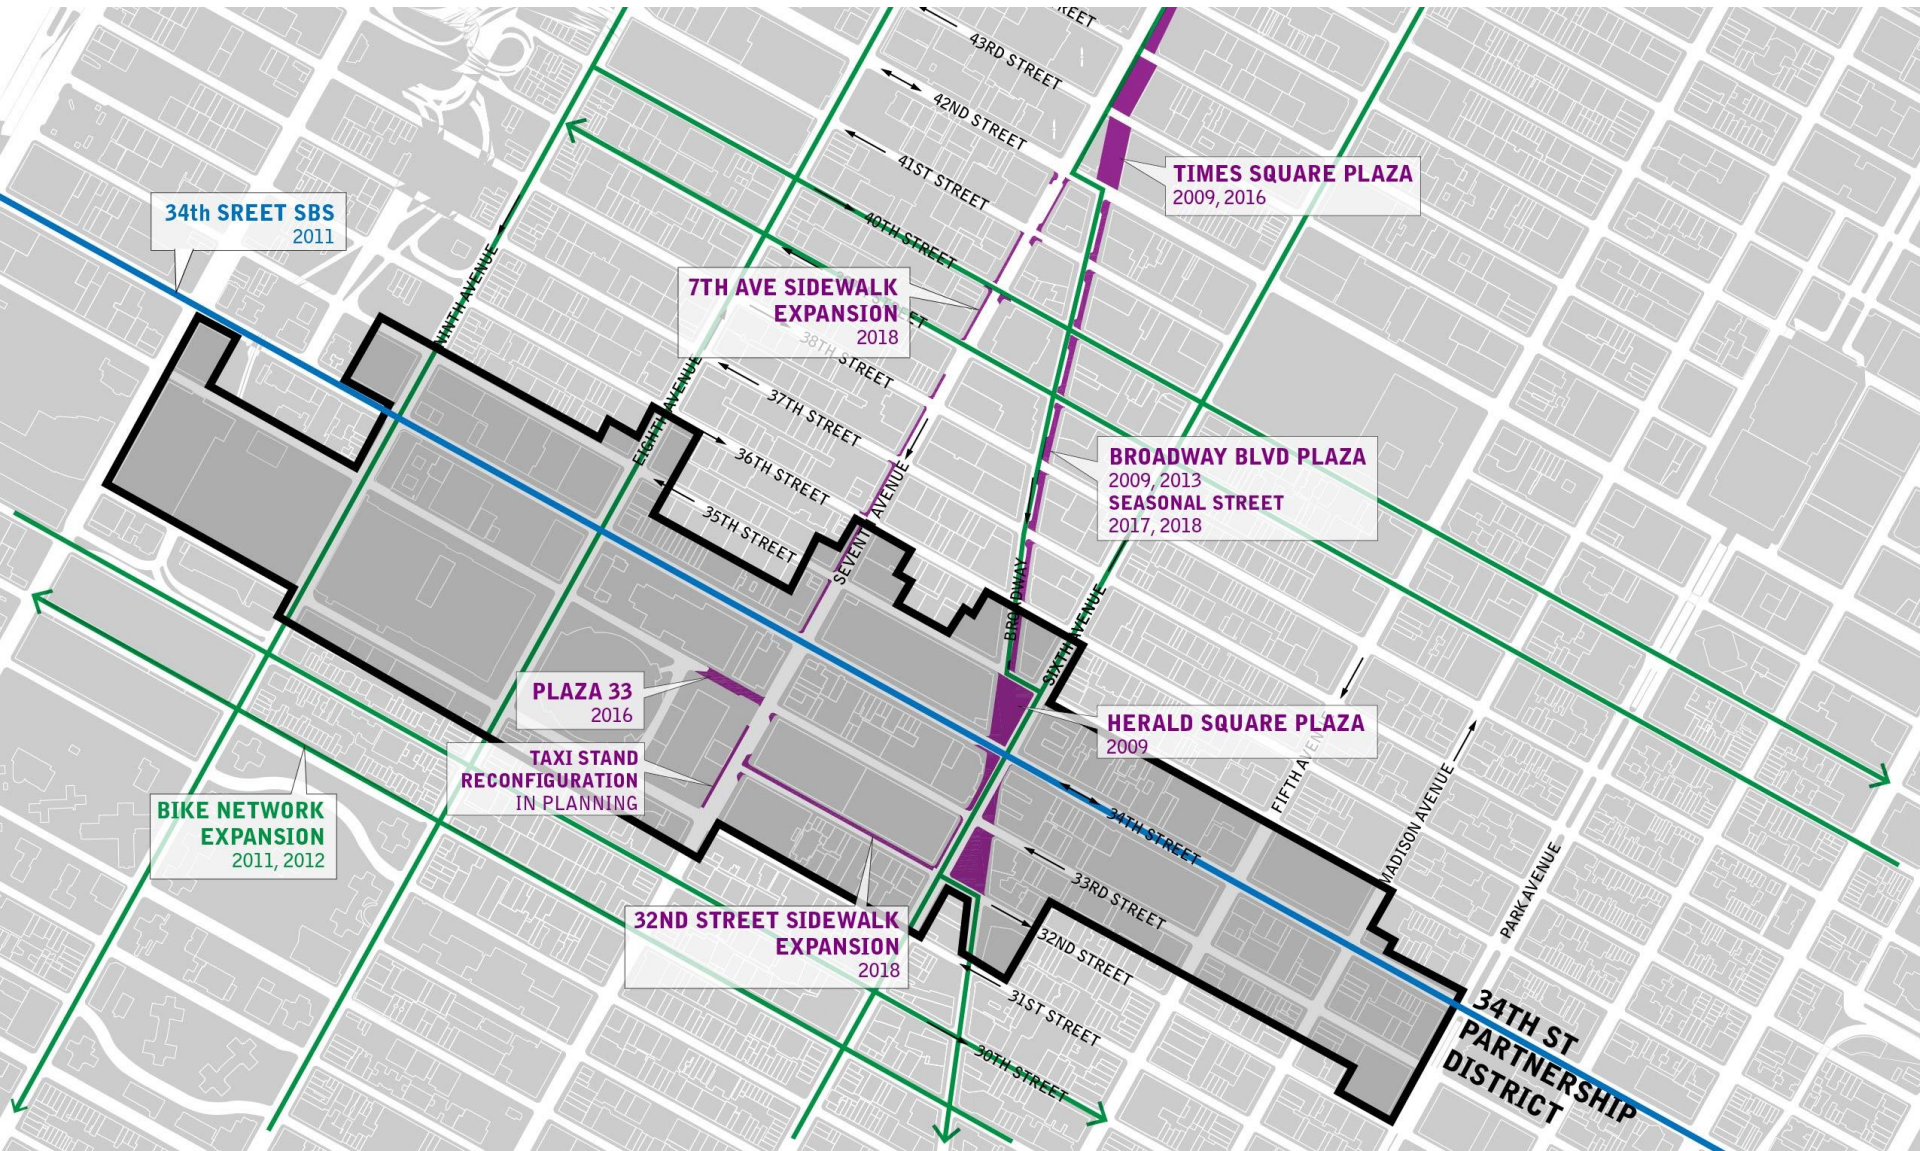 REET
43RD STREET
42ND STREET
41ST STREET
40TH STREET
TIMES SQUARE PLAZA
2009, 2016
34th SREET SBS
2011
NINTH AVENUE
7TH AVE SIDEWALK
EXPANSION
2018
STREET
38TH STREET
37TH STREET
36TH STREET
35TH STREET
EIGHTH AVENUE
SEVENTH AVENUE
BROADWAY BLVD PLAZA
2009, 2013
SEASONAL STREET
2017, 2018
BROADWAY
SIXTH AVENUE
PLAZA 33
2016
HERALD SQUARE PLAZA
2009
TAXI STAND
RECONFIGURATION
IN PLANNING
FIFTH AVENUE
MADISON AVENUE
PARK AVENUE
BIKE NETWORK
EXPANSION
2011, 2012
34TH STREET
33RD STREET
32ND STREET
31ST STREET
30TH STREET
32ND STREET SIDEWALK
EXPANSION
2018
34TH ST
PARTNERSHIP
DISTRICT